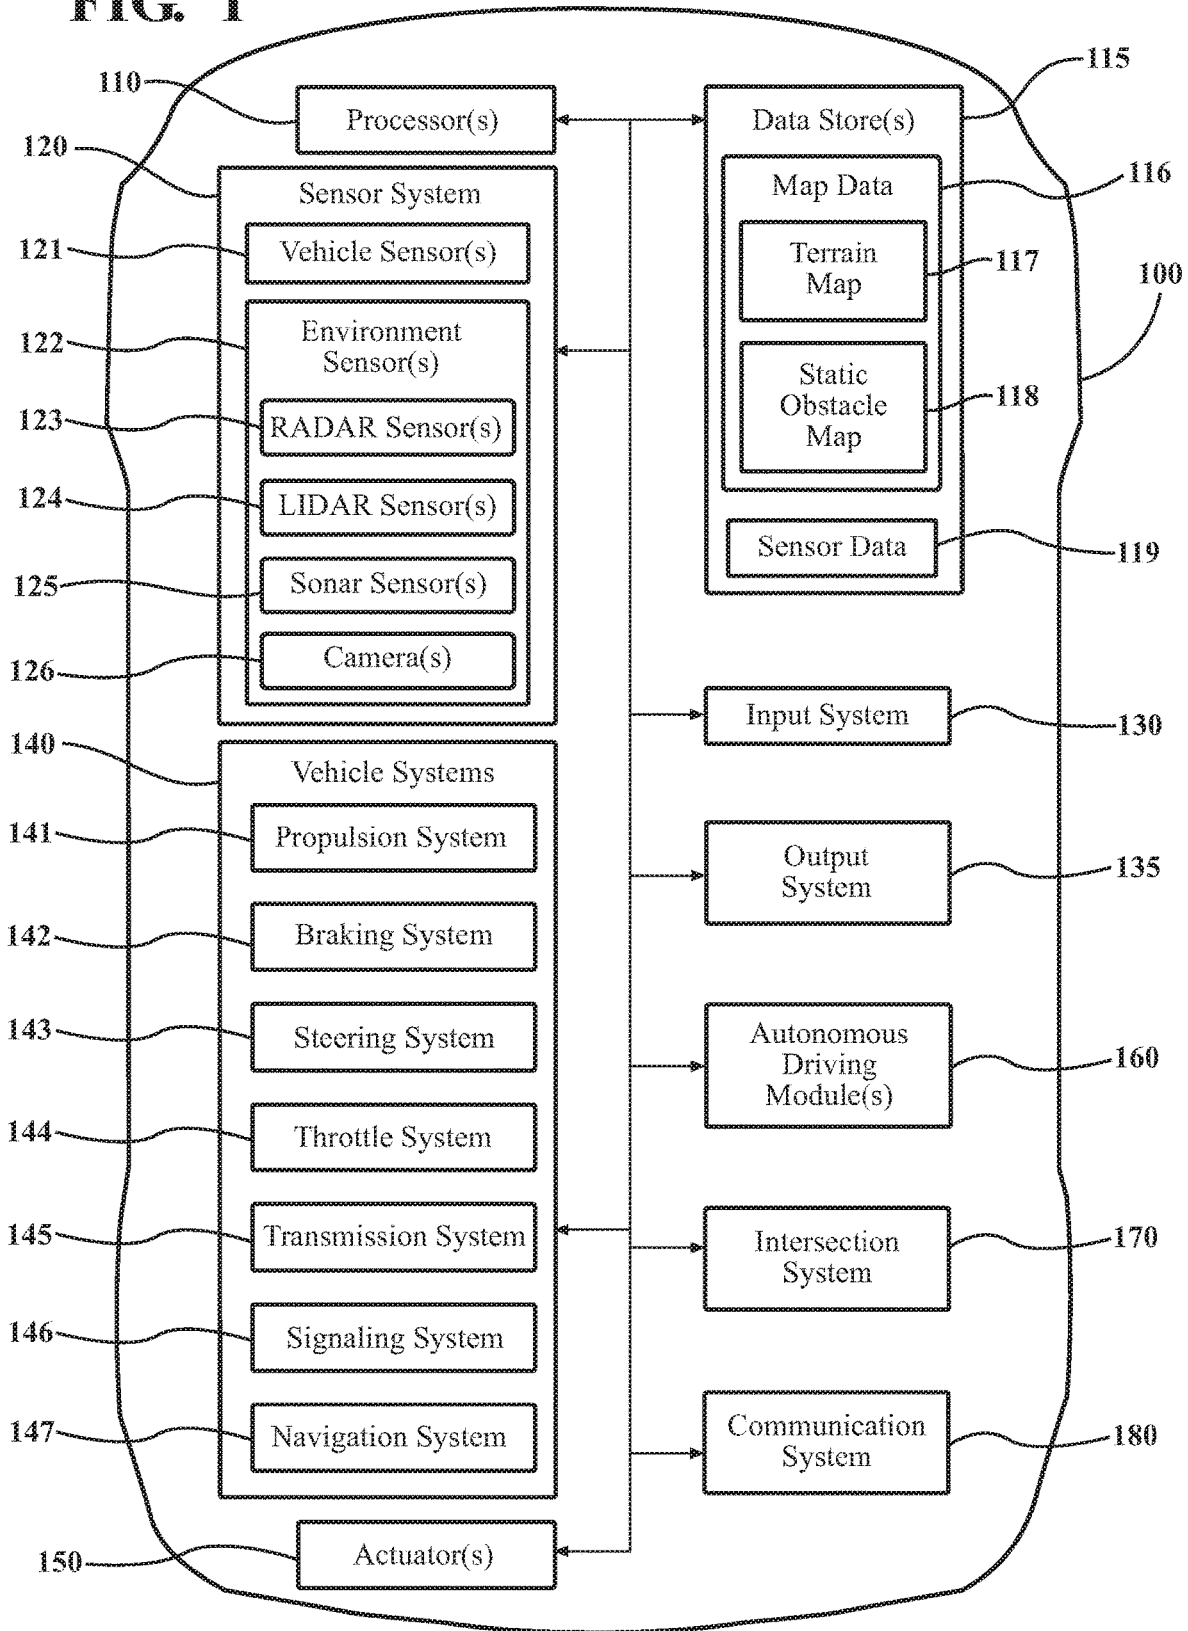 FIG. 1
110
Processor(s)
120
Sensor System
121
Vehicle Sensor(s)
122
Environment
Sensor(s)
123
RADAR Sensor(s)
124
LIDAR Sensor(s)
125
Sonar Sensor(s)
126
Camera(s)
140
Vehicle Systems
141
Propulsion System
142
Braking System
143
Steering System
144
Throttle System
145
Transmission System
146
Signaling System
147
Navigation System
150
Actuator(s)
115
Data Store(s)
116
Map Data
117
Terrain
Map
100
118
Static
Obstacle
Map
119
Sensor Data
130
Input System
135
Output
System
160
Autonomous
Driving
Module(s)
170
Intersection
System
180
Communication
System